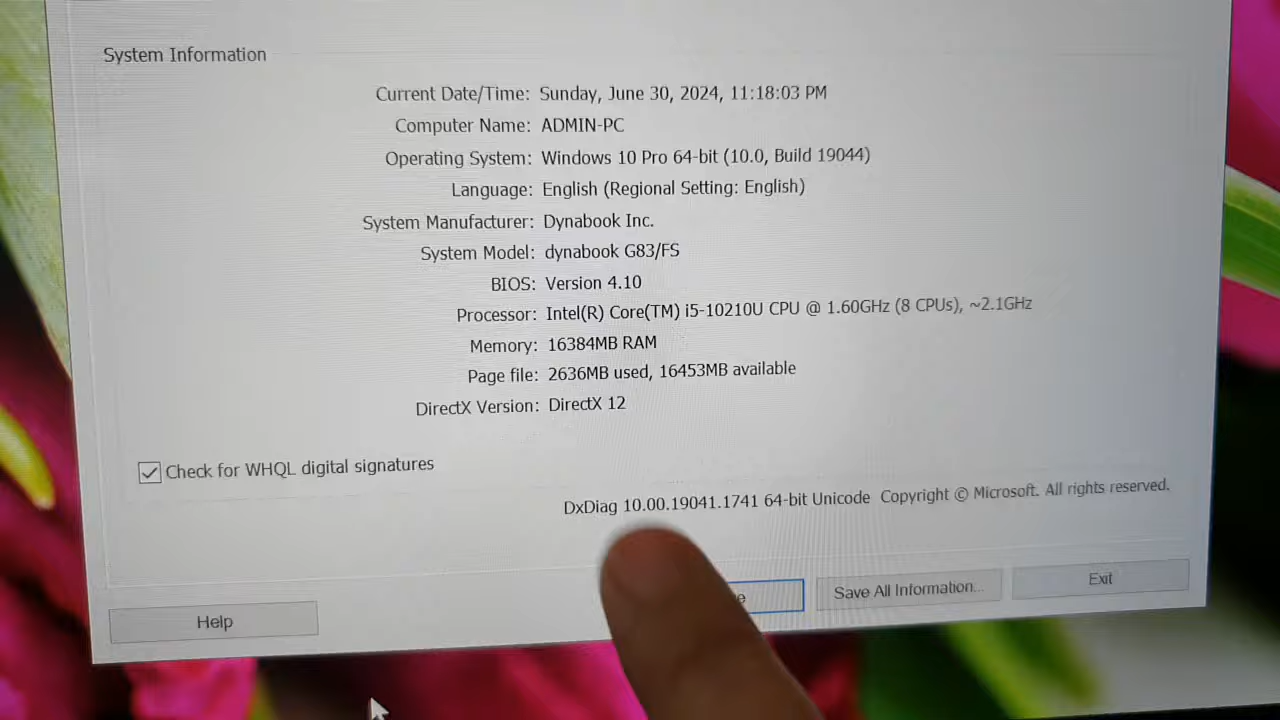 System Information
Current Date/Time: Sunday, June 30, 2024, 11:18:03 PM
Computer Name: ADMIN-PC
Operating System: Windows 10 Pro 64-bit (10.0, Build 19044)
Language: English (Regional Setting: English)
System Manufacturer: Dynabook Inc.
System Model: dynabook G83/FS
BIOS: Version 4.10
Processor: Intel(R) Core(TM) i5-10210U CPU @ 1.60GHz (8 CPUs), ~2.1GHz
Memory: 16384MB RAM
Page file: 2636MB used, 16453MB available
DirectX Version: DirectX 12
Check for WHQL digital signatures
DxDiag 10.00.19041.1741 64-bit Unicode Copyright © Microsoft. All rights reserved.
Help Save All Information... Exit